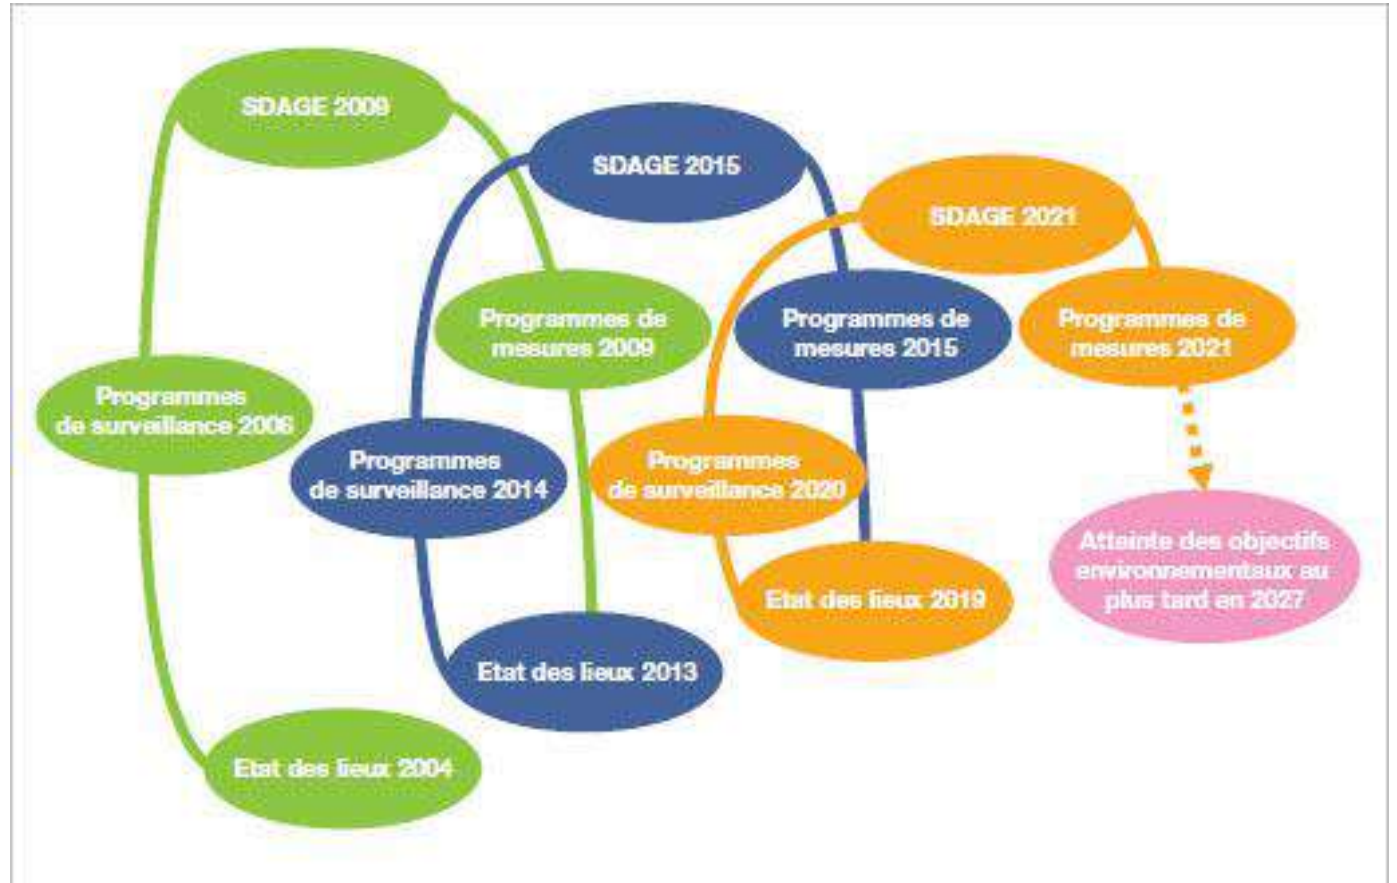 SDAGE 2009
SDAGE 2015
SDAGE 2021
Programmes de
mesures 2009
Programmes de
mesures 2015
Programmes de
mesures 2021
Programmes
de surveillance 2006
Programmes
de surveillance 2014
Programmes
de surveillance 2020
Atteinte des objectifs
environnementaux au
plus tard en 2027
Etat des lieux 2019
Etat des lieux 2013
Etat des lieux 2004